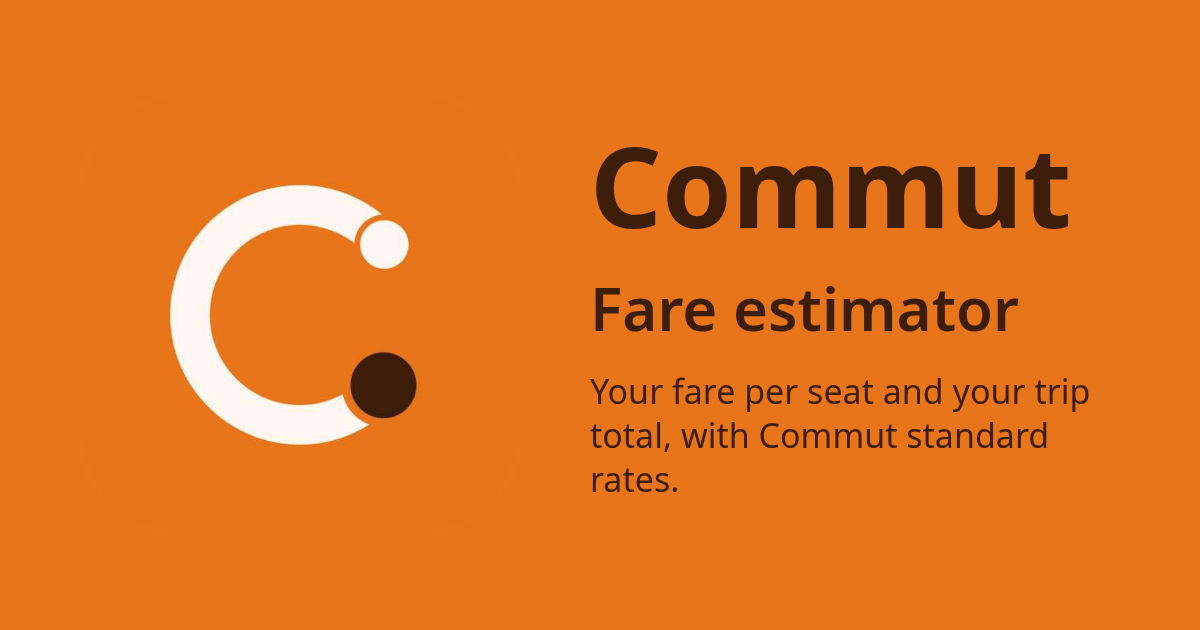 Commut
Fare estimator
Your fare per seat and your trip
total, with Commut standard
rates.